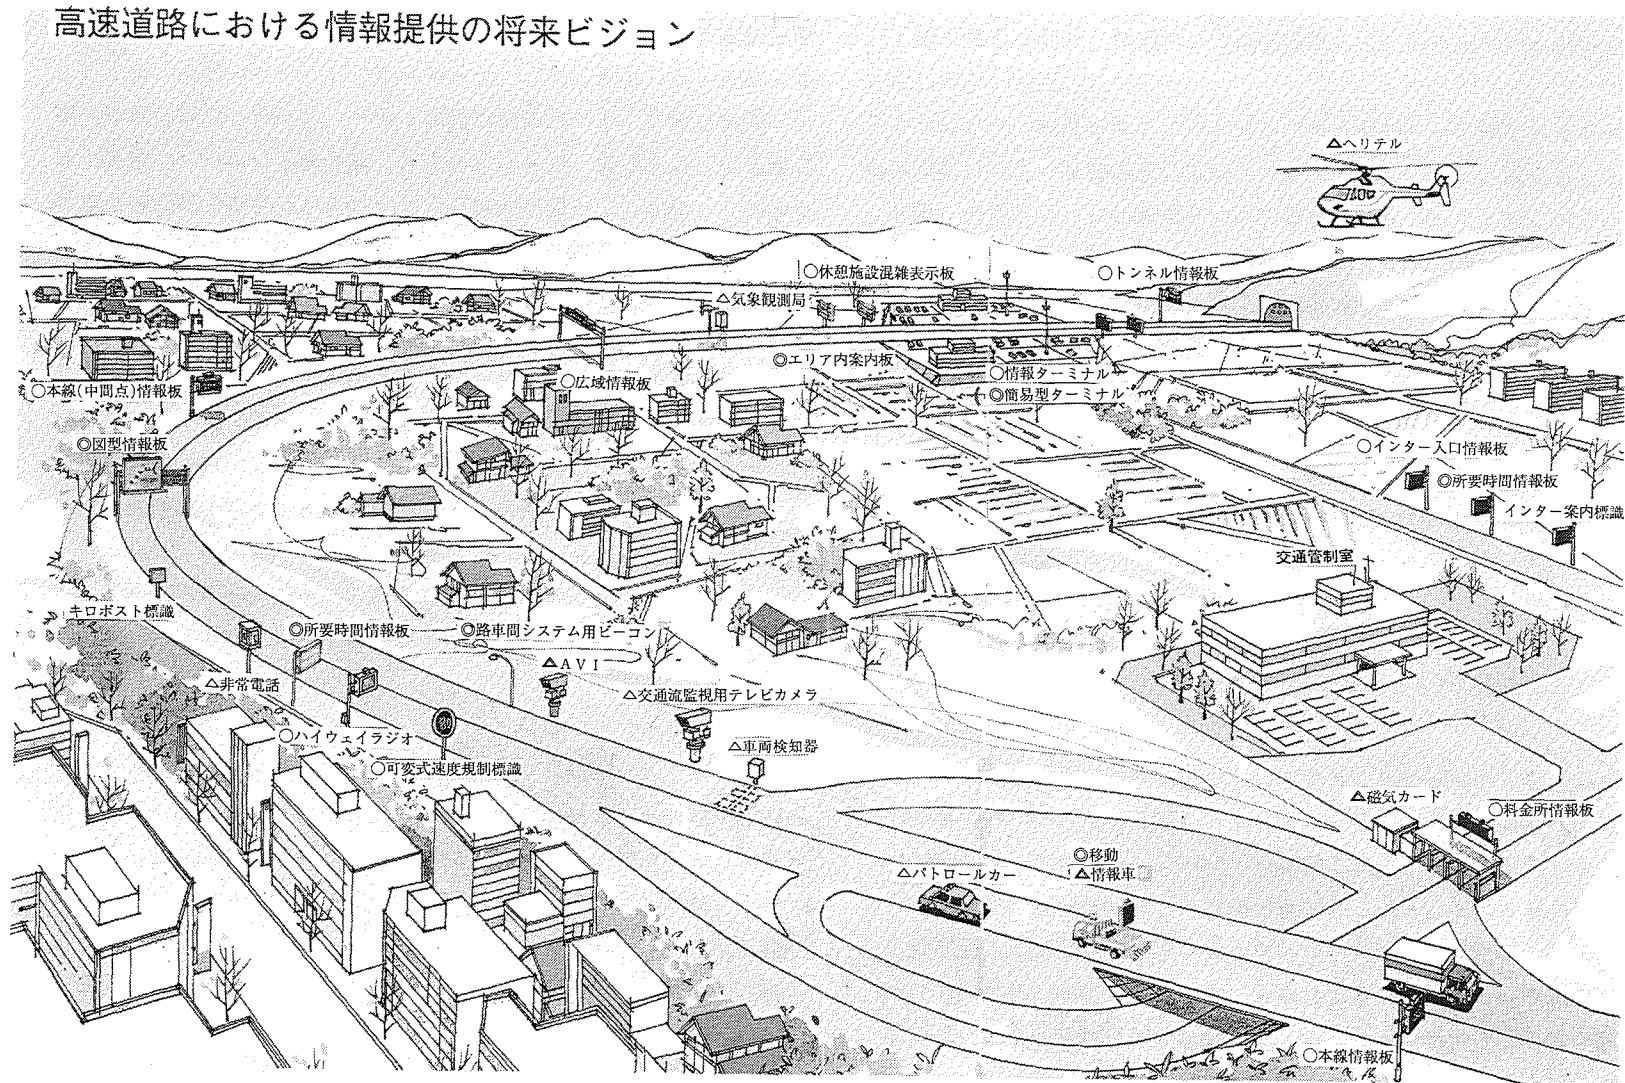 高速道路における情報提供の将来ビジョン
△ヘリテル
○休憩施設混雑表示板
○トンネル情報板
△気象観測局
◎エリア内案内板
○情報ターミナル
◎簡易型ターミナル
○本線(中間点)情報板
○広域情報板
◎図型情報板
○インター入口情報板
◎所要時間情報板
インター案内標識
交通管制室
キロポスト標識
◎所要時間情報板
◎路車間システム用ビーコン
△AVI
△非常電話
△交通流監視用テレビカメラ
○ハイウェイラジオ
△車両検知器
○可変式速度規制標識
△磁気カード
○料金所情報板
◎移動
△情報車
△パトロールカー
○本線情報板